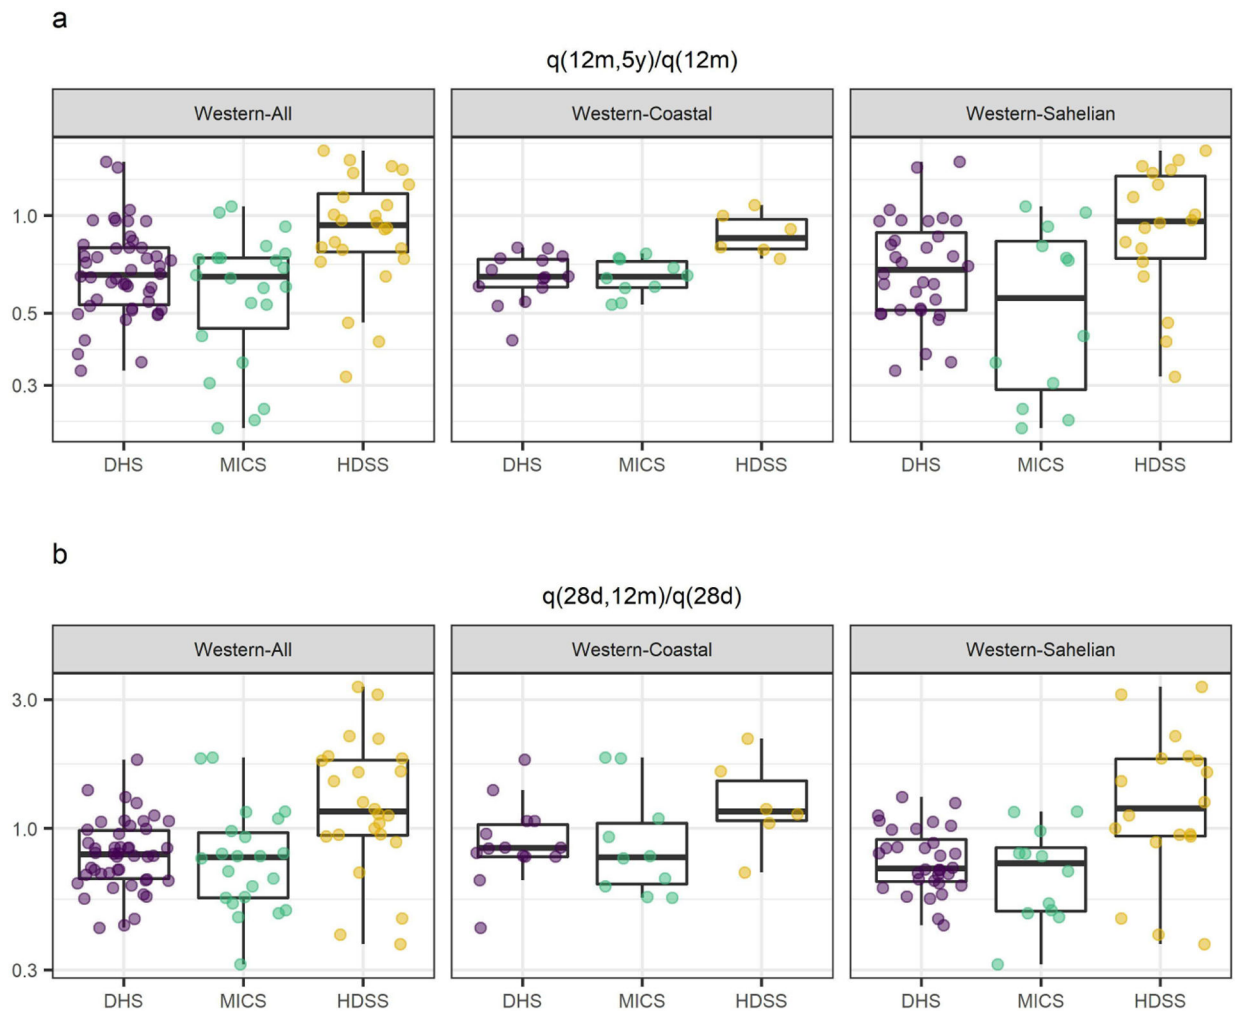 a
q(12m,5y)/q(12m)
Western-All
Western-Coastal
Western-Sahelian
1.0
0.5
0.3
DHS
MICS
HDSS
DHS
MICS
HDSS
DHS
MICS
HDSS
b
q(28d,12m)/q(28d)
Western-All
Western-Coastal
Western-Sahelian
3.0
1.0
0.3
DHS
MICS
HDSS
DHS
MICS
HDSS
DHS
MICS
HDSS